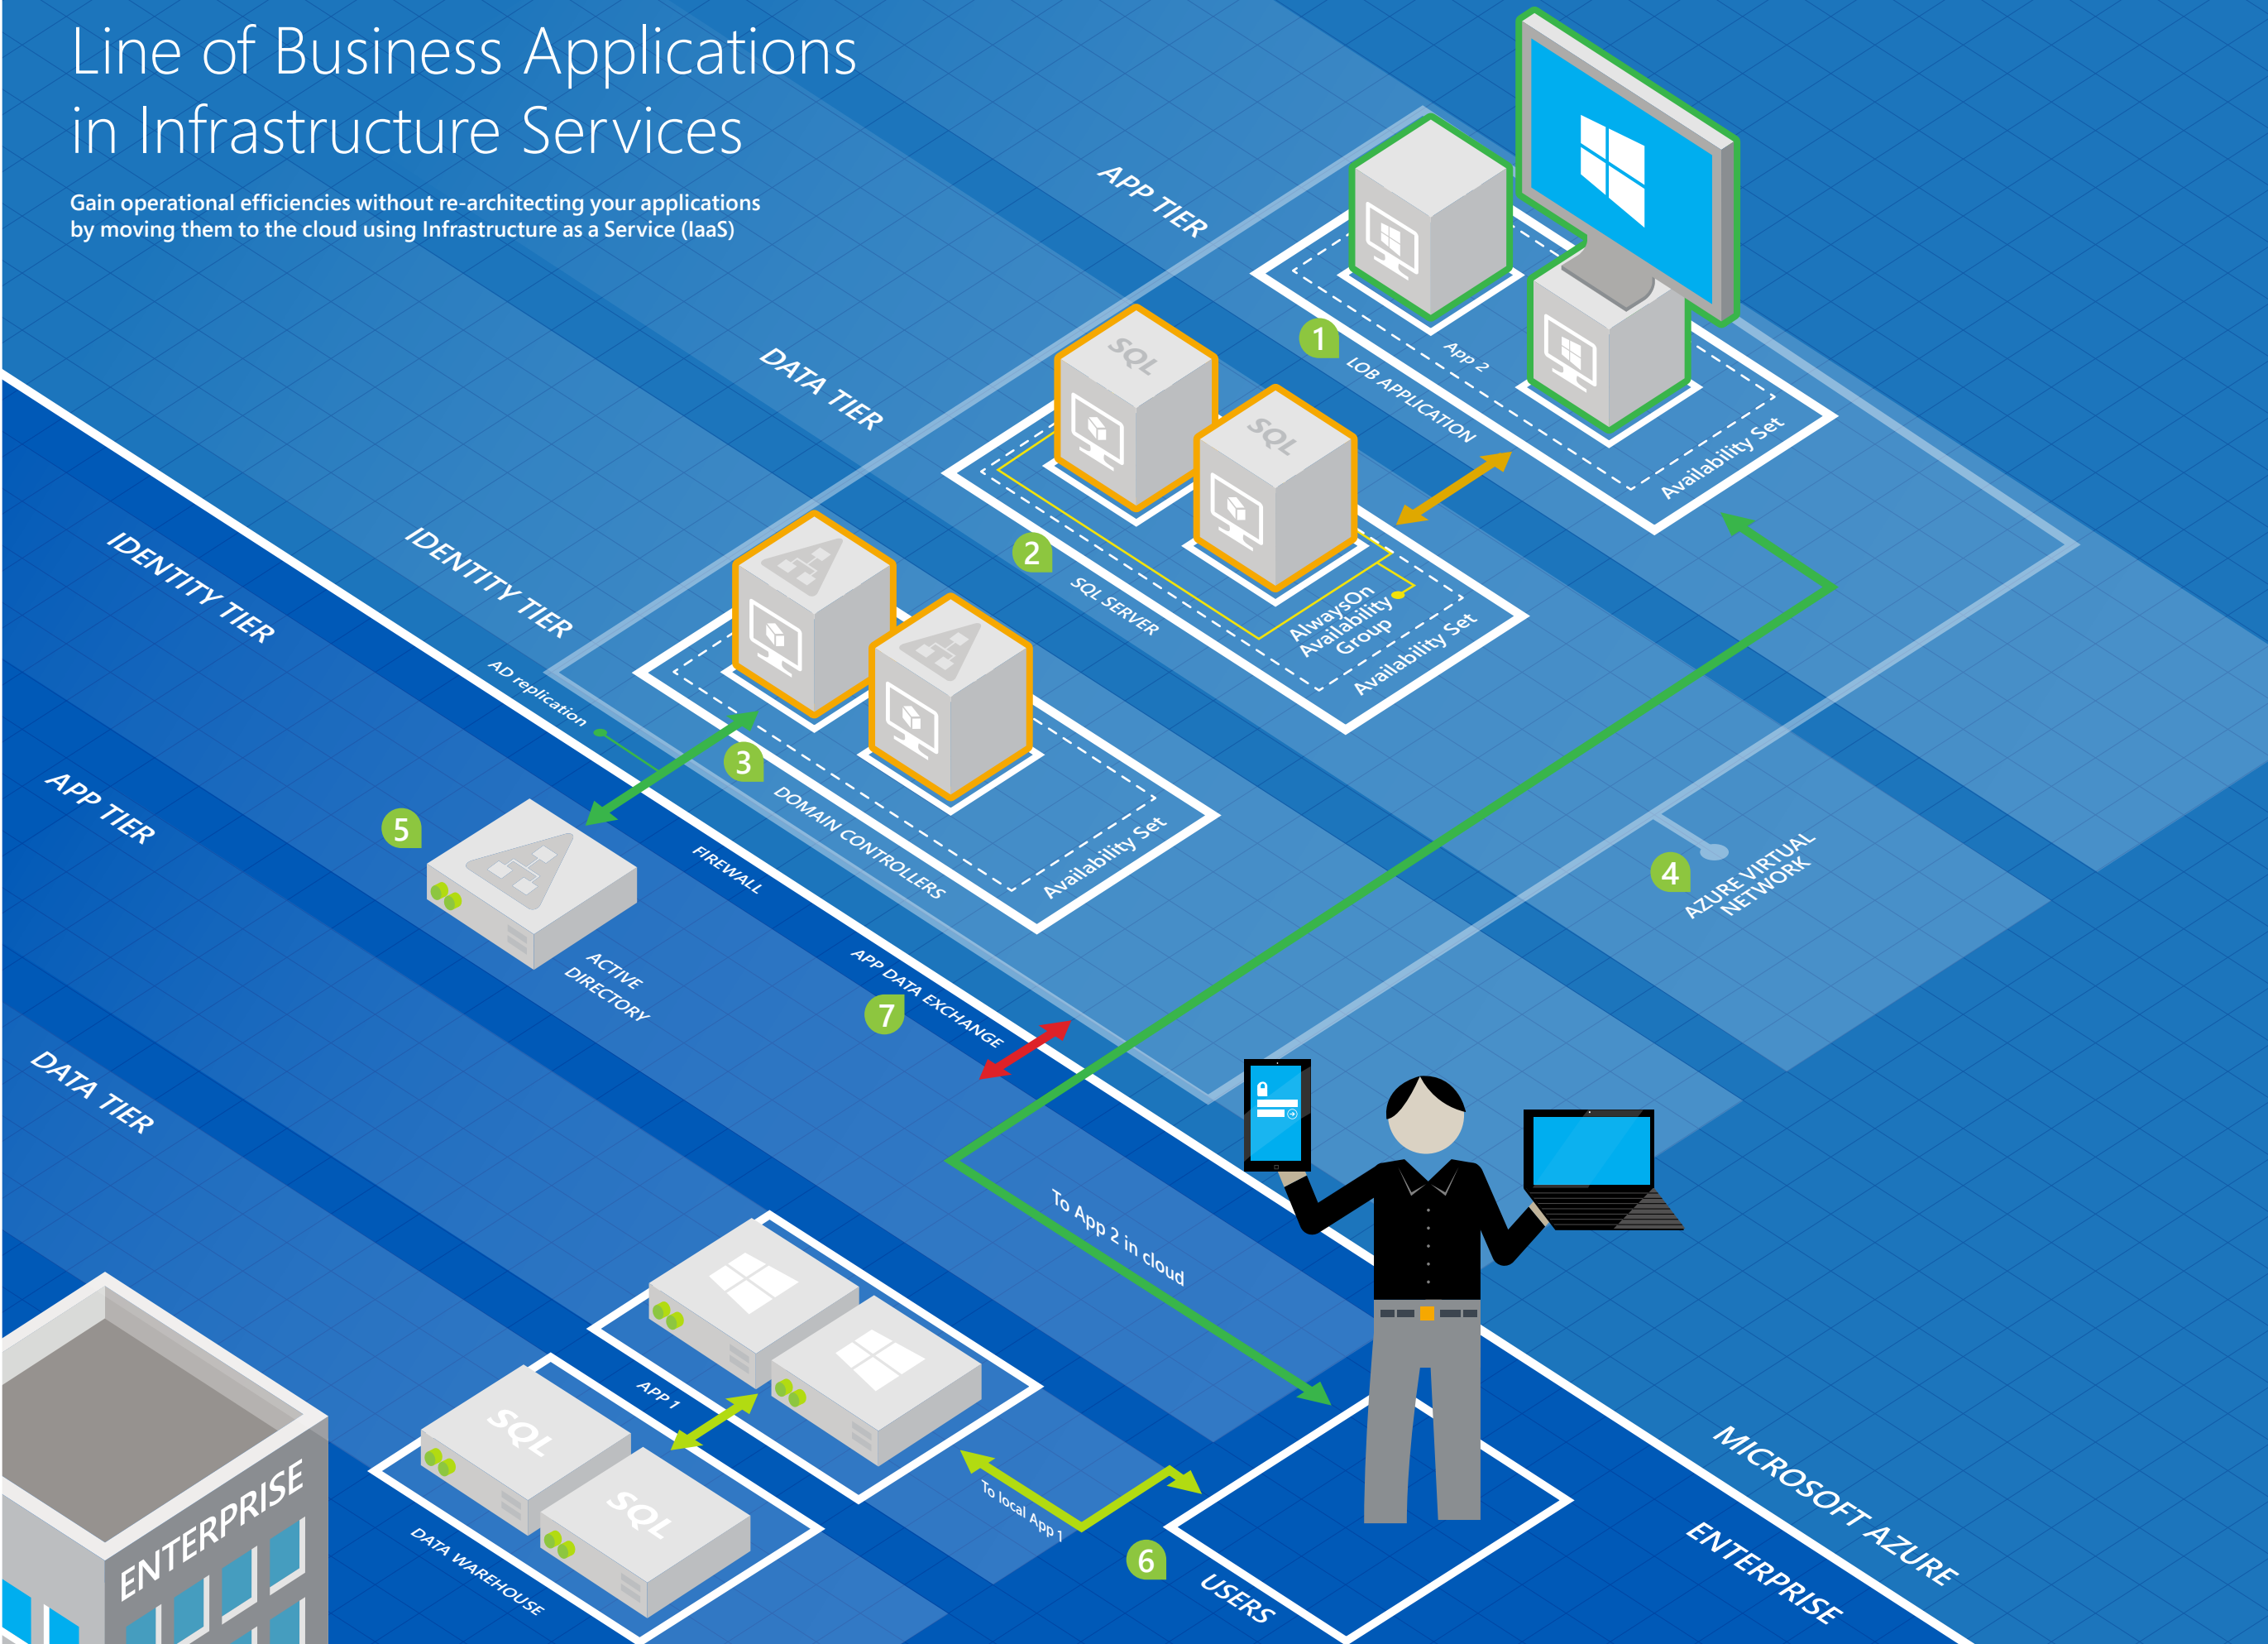 Line of Business Applications
in Infrastructure Services
Gain operational efficiencies without re-architecting your applications
by moving them to the cloud using Infrastructure as a Service (IaaS)
APP TIER
1
LOB APPLICATION
App 2
Availability Set
DATA TIER
SQL
SQL
2
SQL SERVER
AlwaysOn
Availability
Group
Availability Set
IDENTITY TIER
3
DOMAIN CONTROLLERS
Availability Set
4
AZURE VIRTUAL
NETWORK
IDENTITY TIER
AD replication
5
ACTIVE
DIRECTORY
FIREWALL
APP DATA EXCHANGE
7
APP TIER
DATA TIER
To App 2 in cloud
APP 1
SQL
SQL
DATA WAREHOUSE
To local App 1
6
USERS
ENTERPRISE
MICROSOFT AZURE
ENTERPRISE